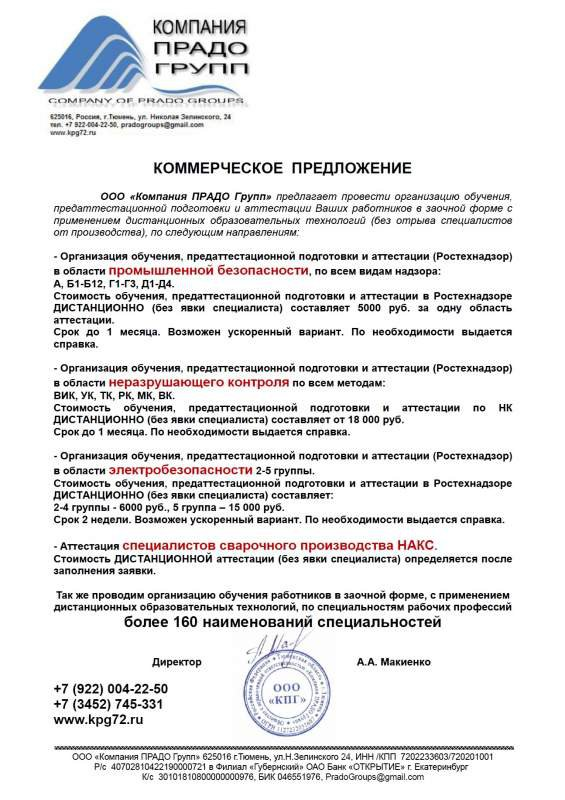 КОМПАНИЯ
ПРАДО
ГРУПП
COMPANY OF PRADO GROUPS
625016, Россия, г.Тюмень, ул. Николая Зелинского, 24
тел. +7 922-004-22-50, pradogroups@gmail.com
www.kpg72.ru
КОММЕРЧЕСКОЕ ПРЕДЛОЖЕНИЕ
ООО «Компания ПРАДО Групп» предлагает провести организацию обучения,
предаттестационной подготовки и аттестации Ваших работников в заочной форме с
применением дистанционных образовательных технологий (без отрыва специалистов
от производства), по следующим направлениям:
- Организация обучения, предаттестационной подготовки и аттестации (Ростехнадзор)
в области промышленной безопасности, по всем видам надзора:
А, Б1-Б12, Г1-Г3, Д1-Д4.
Стоимость обучения, предаттестационной подготовки и аттестации в Ростехнадзоре
ДИСТАНЦИОННО (без явки специалиста) составляет 5000 руб. за одну область
аттестации.
Срок до 1 месяца. Возможен ускоренный вариант. По необходимости выдается
справка.
- Организация обучения, предаттестационной подготовки и аттестации (Ростехнадзор)
в области неразрушающего контроля по всем методам:
ВИК, УК, ТК, РК, МК, ВК.
Стоимость обучения, предаттестационной подготовки и аттестации по НК
ДИСТАНЦИОННО (без явки специалиста) составляет от 18 000 руб.
Срок до 1 месяца. По необходимости выдается справка.
- Организация обучения, предаттестационной подготовки и аттестации (Ростехнадзор)
в области электробезопасности 2-5 группы.
Стоимость обучения, предаттестационной подготовки и аттестации в Ростехнадзоре
ДИСТАНЦИОННО (без явки специалиста) составляет:
2-4 группы - 6000 руб., 5 группа – 15 000 руб.
Срок 2 недели. Возможен ускоренный вариант. По необходимости выдается справка.
- Аттестация специалистов сварочного производства НАКС.
Стоимость ДИСТАНЦИОННОЙ аттестации (без явки специалиста) определяется после
заполнения заявки.
Так же проводим организацию обучения работников в заочной форме, с применением
дистанционных образовательных технологий, по специальностям рабочих профессий
более 160 наименований специальностей
Директор А.А. Макиенко
ООО
«КПГ»
+7 (922) 004-22-50
+7 (3452) 745-331
www.kpg72.ru
ООО «Компания ПРАДО Групп» 625016 г.Тюмень, ул.Н.Зелинского 24, ИНН /КПП 7202233603/720201001
Р/с 40702810422190000721 в Филиал «Губернский» ОАО Банк «ОТКРЫТИЕ» г. Екатеринбург
К/с 30101810800000000976, БИК 046551976, PradoGroups@gmail.com